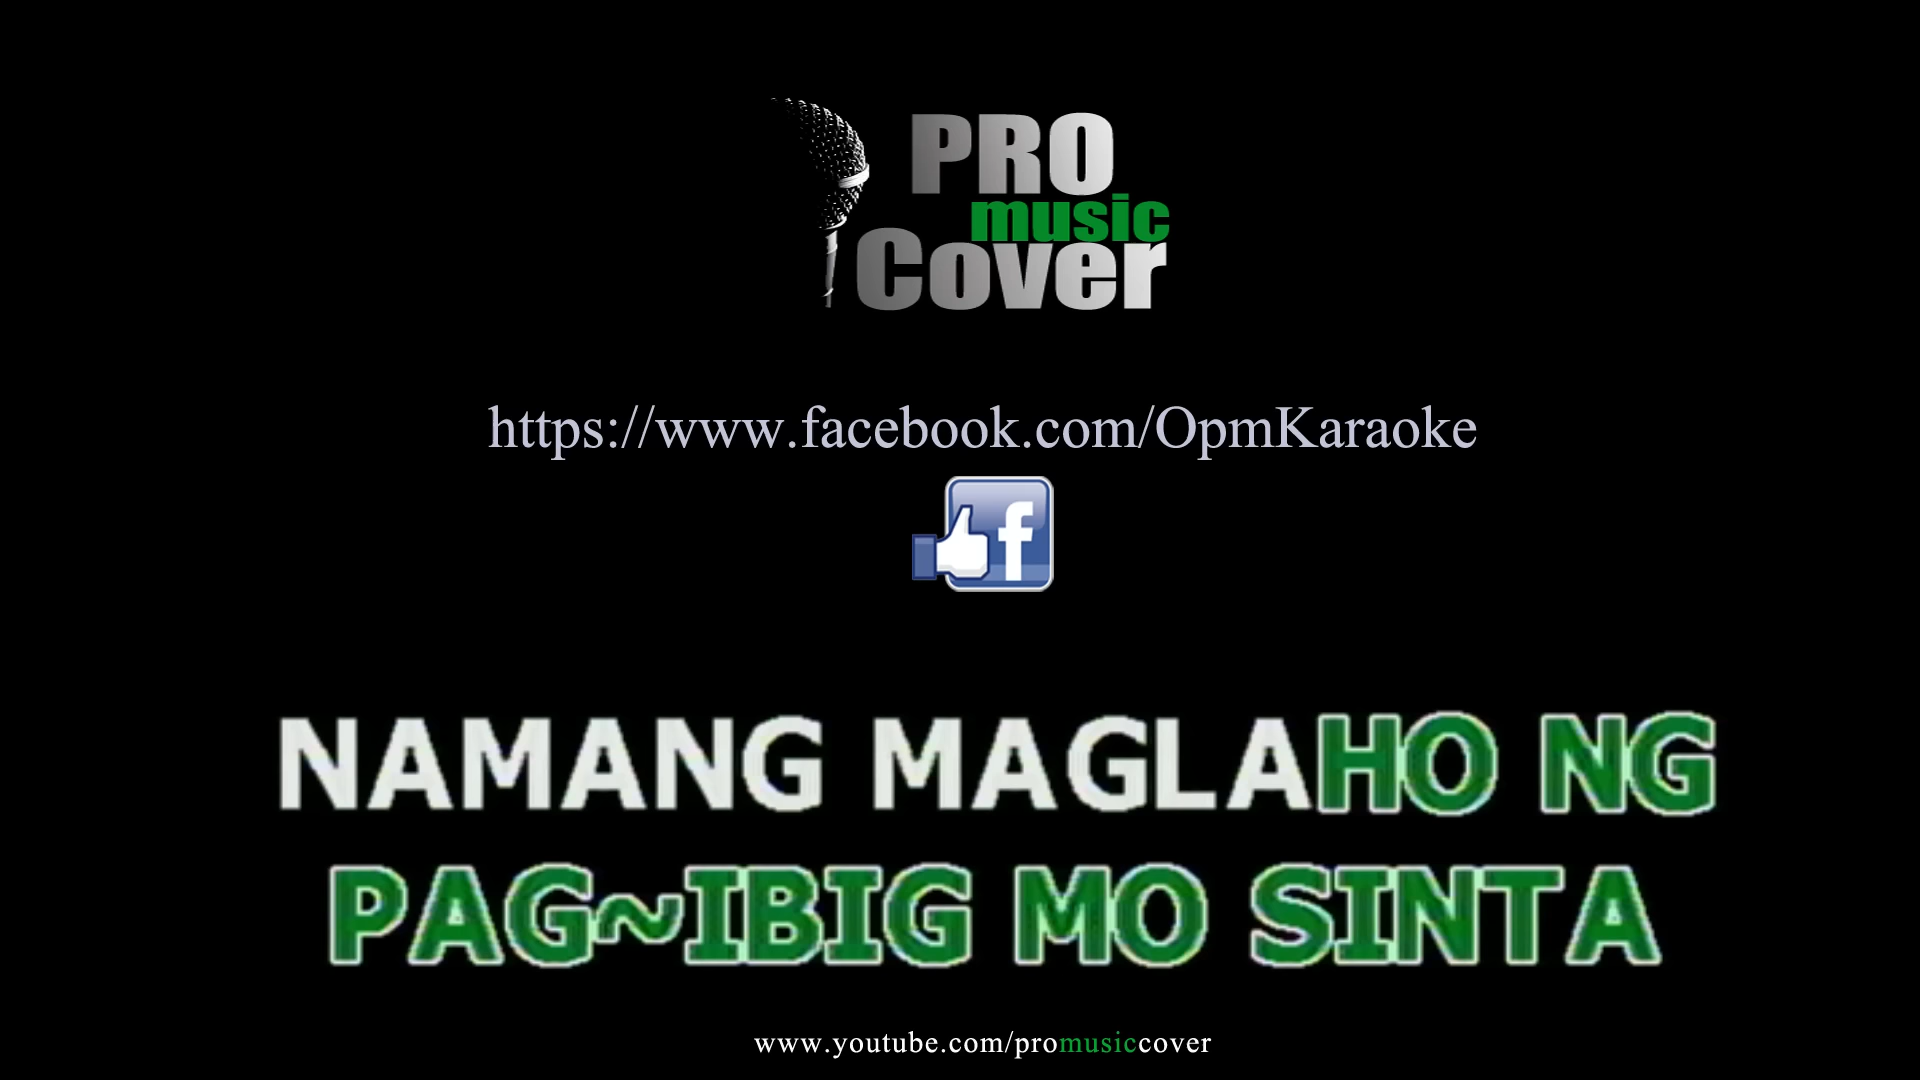 PRO
music
Cover
https://www.facebook.com/OpmKaraoke
f
NAMANG MAGLAHO NG
PAG~IBIG MO SINTA
www.youtube.com/promusiccover